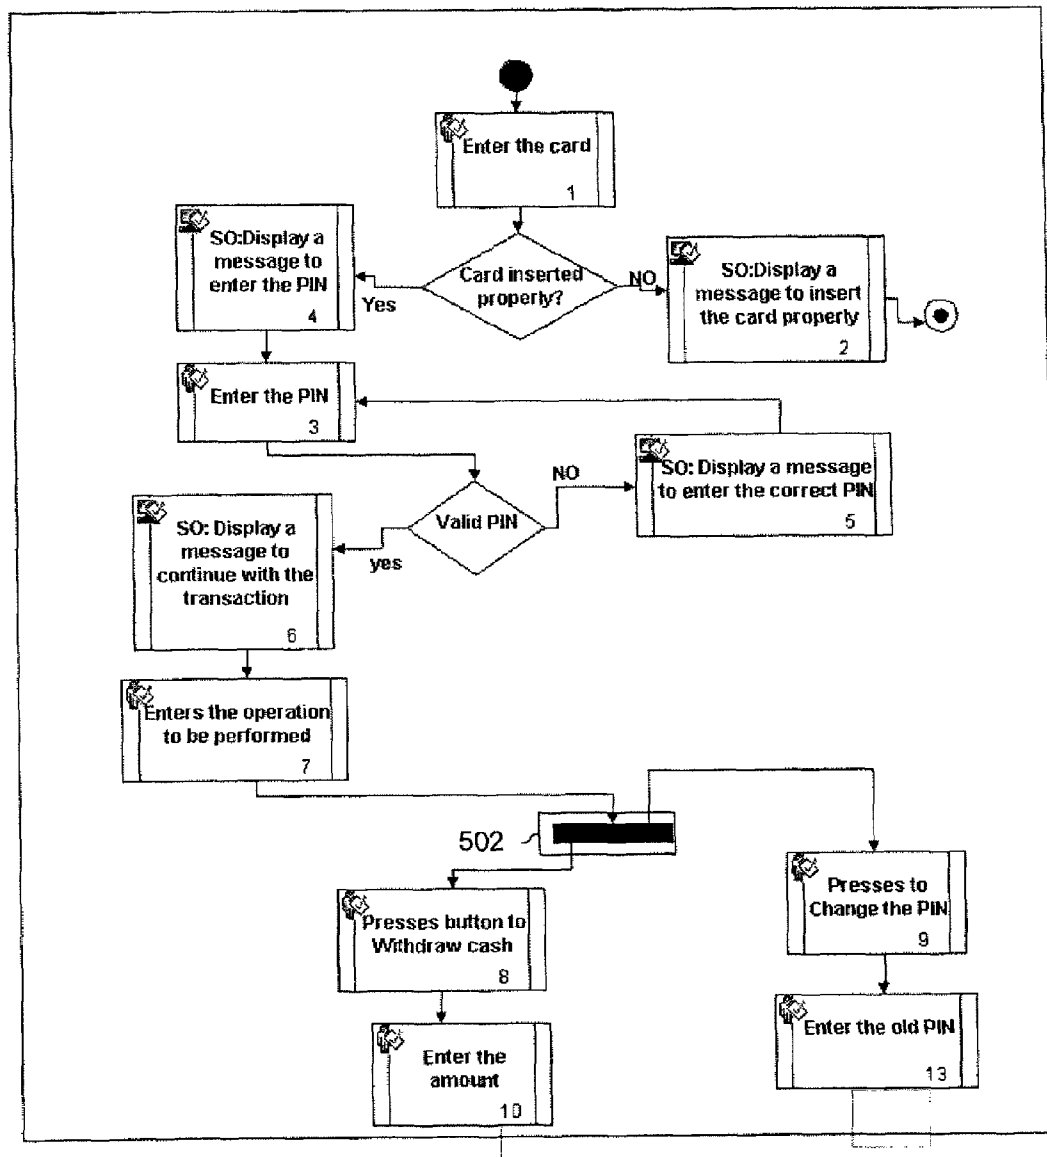 Enter the card
1
SO:Display a
message to
enter the PIN
4
Card inserted
properly?
Yes
NO
SO:Display a
message to insert
the card properly
2
Enter the PIN
3
Valid PIN
NO
yes
SO: Display a message
to enter the correct PIN
5
SO: Display a
message to
continue with the
transaction
6
Enters the operation
to be performed
7
502
Presses button to
Withdraw cash
8
Presses to
Change the PIN
9
Enter the
amount
10
Enter the old PIN
13